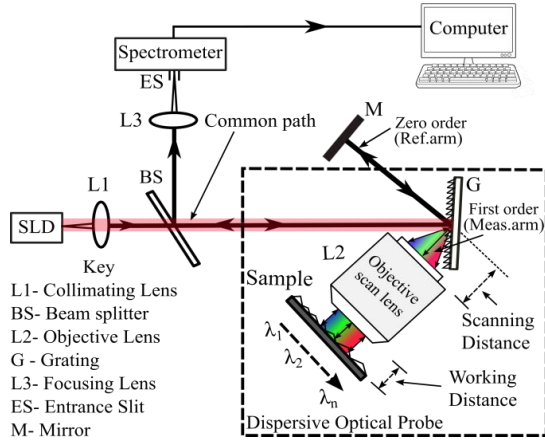 Spectrometer
Computer
ES
L3
Common path
M
Zero order
(Ref.arm)
BS
G
L1
First order
(Meas.arm)
SLD
L2
Objective
scan lens
Key
Sample
L1- Collimating Lens
BS- Beam splitter
L2- Objective Lens
G - Grating
L3- Focusing Lens
ES- Entrance Slit
M- Mirror
Scanning
Distance
λ1
λ2
λn
Working
Distance
Dispersive Optical Probe